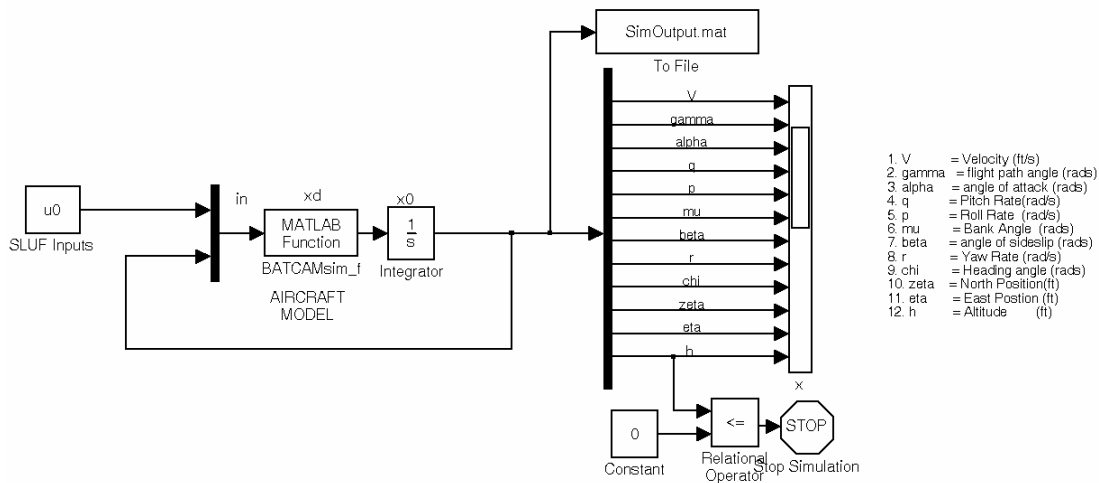 SimOutput.mat
To File
V
gamma
alpha
q
p
mu
beta
r
chi
zeta
eta
h
x
in
xd
x0
u0
SLUF Inputs
MATLAB
Function
BATCAMsim_f
AIRCRAFT
MODEL
1
s
Integrator
0
Constant
<=
Relational
Operator
STOP
Stop Simulation
1. V = Velocity (ft/s)
2. gamma = flight path angle (rads)
3. alpha = angle of attack (rads)
4. q = Pitch Rate(rad/s)
5. p = Roll Rate (rad/s)
6. mu = Bank Angle (rads)
7. beta = angle of sideslip (rads)
8. r = Yaw Rate (rad/s)
9. chi = Heading angle (rads)
10. zeta = North Position(ft)
11. eta = East Postion (ft)
12. h = Altitude (ft)